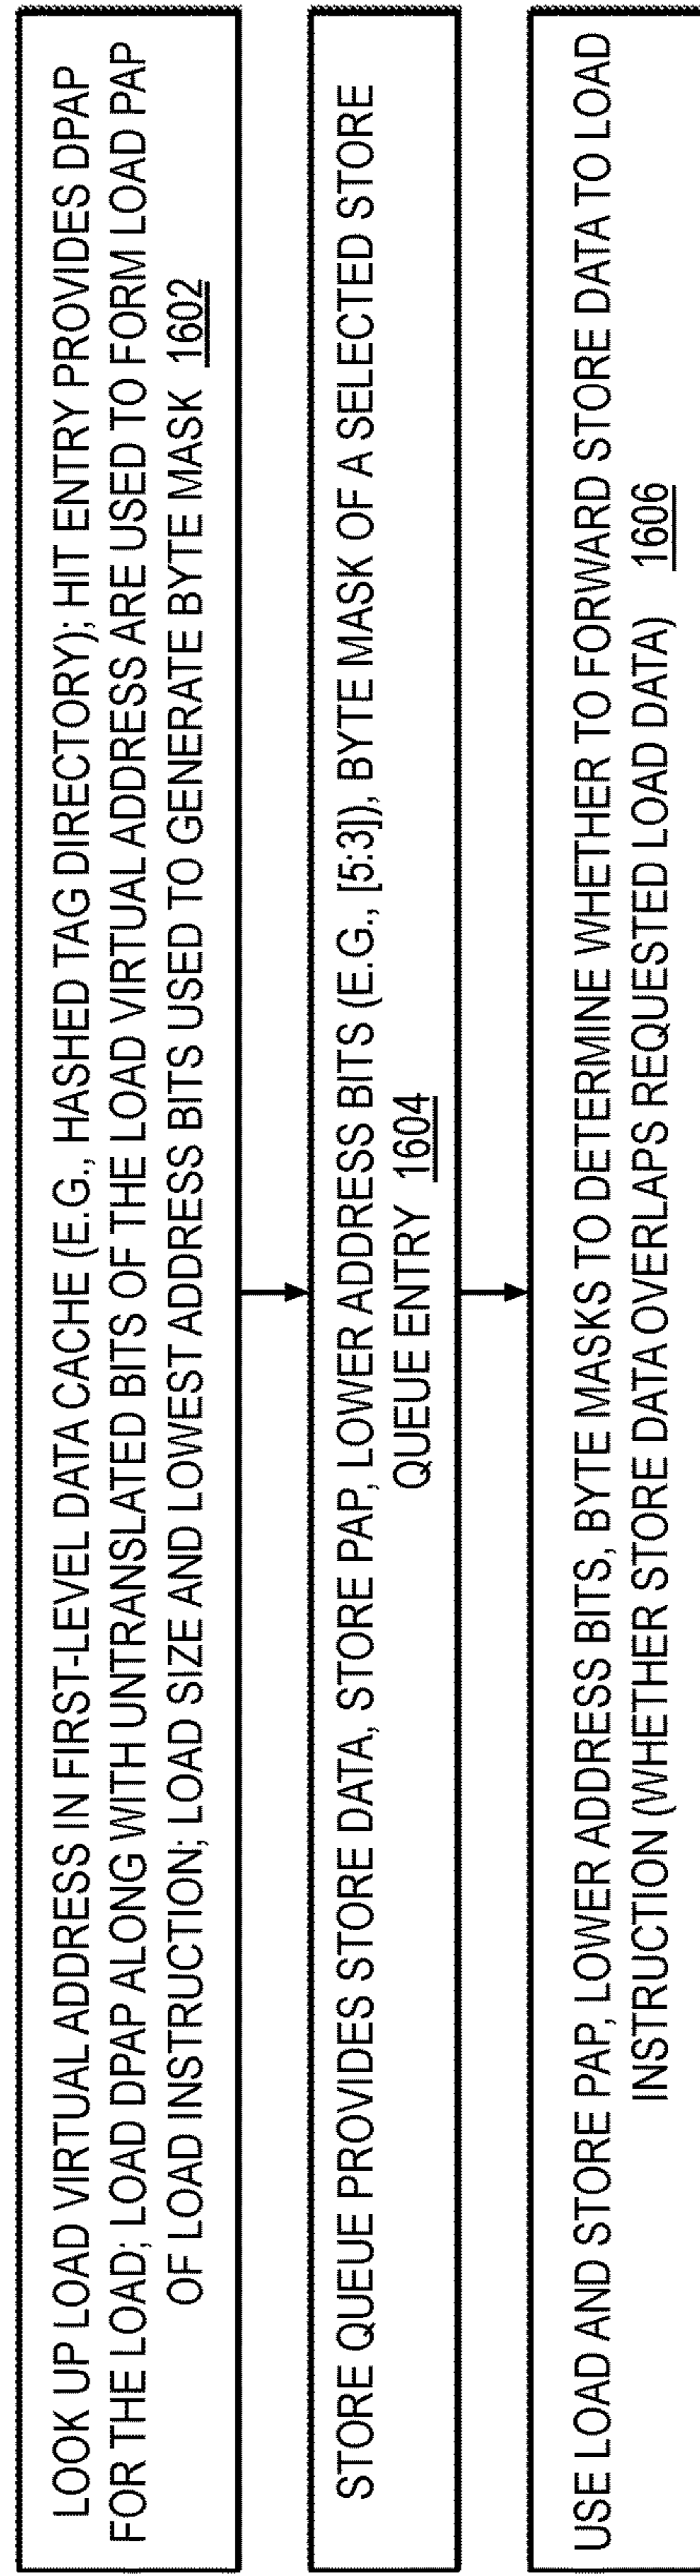 LOOK UP LOAD VIRTUAL ADDRESS IN FIRST-LEVEL DATA CACHE (E.G., HASHED TAG DIRECTORY); HIT ENTRY PROVIDES DPAP
FOR THE LOAD; LOAD DPAP ALONG WITH UNTRANSLATED BITS OF THE LOAD VIRTUAL ADDRESS ARE USED TO FORM LOAD PAP
OF LOAD INSTRUCTION; LOAD SIZE AND LOWEST ADDRESS BITS USED TO GENERATE BYTE MASK 1602
STORE QUEUE PROVIDES STORE DATA, STORE PAP, LOWER ADDRESS BITS (E.G., [5:3]), BYTE MASK OF A SELECTED STORE
QUEUE ENTRY 1604
USE LOAD AND STORE PAP, LOWER ADDRESS BITS, BYTE MASKS TO DETERMINE WHETHER TO FORWARD STORE DATA TO LOAD
INSTRUCTION (WHETHER STORE DATA OVERLAPS REQUESTED LOAD DATA) 1606